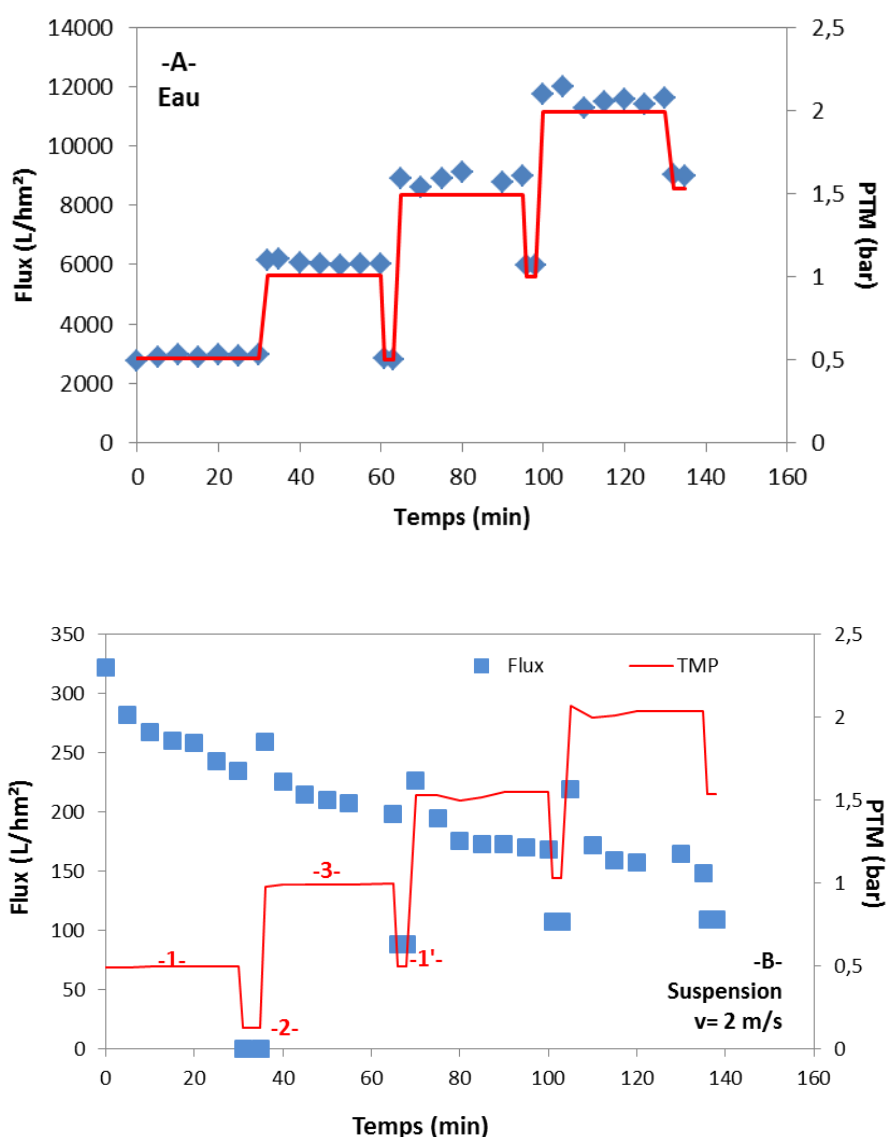 14000
12000
10000
8000
6000
4000
2000
0
Flux (L/hm²)
-A-
Eau
2,5
2
1,5
1
0,5
0
PTM (bar)
0 20 40 60 80 100 120 140 160
Temps (min)
350
300
250
200
150
100
50
0
Flux (L/hm²)
Flux TMP
-1-
-2-
-3-
-1'-
-B-
Suspension
v= 2 m/s
2,5
2
1,5
1
0,5
0
PTM (bar)
0 20 40 60 80 100 120 140 160
Temps (min)